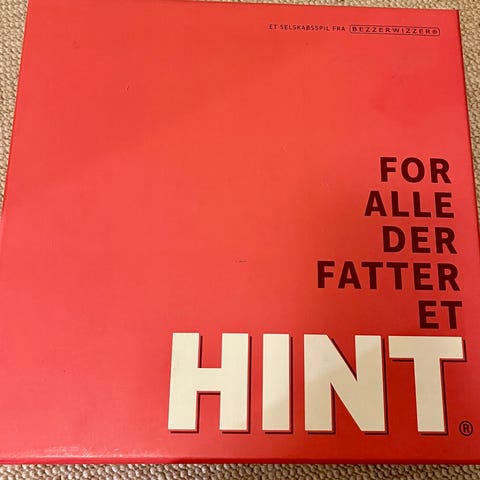 ET SELSKABSSPIL FRA BEZZERWIZZER®
FOR
ALLE
DER
FATTER
ET
HINT®